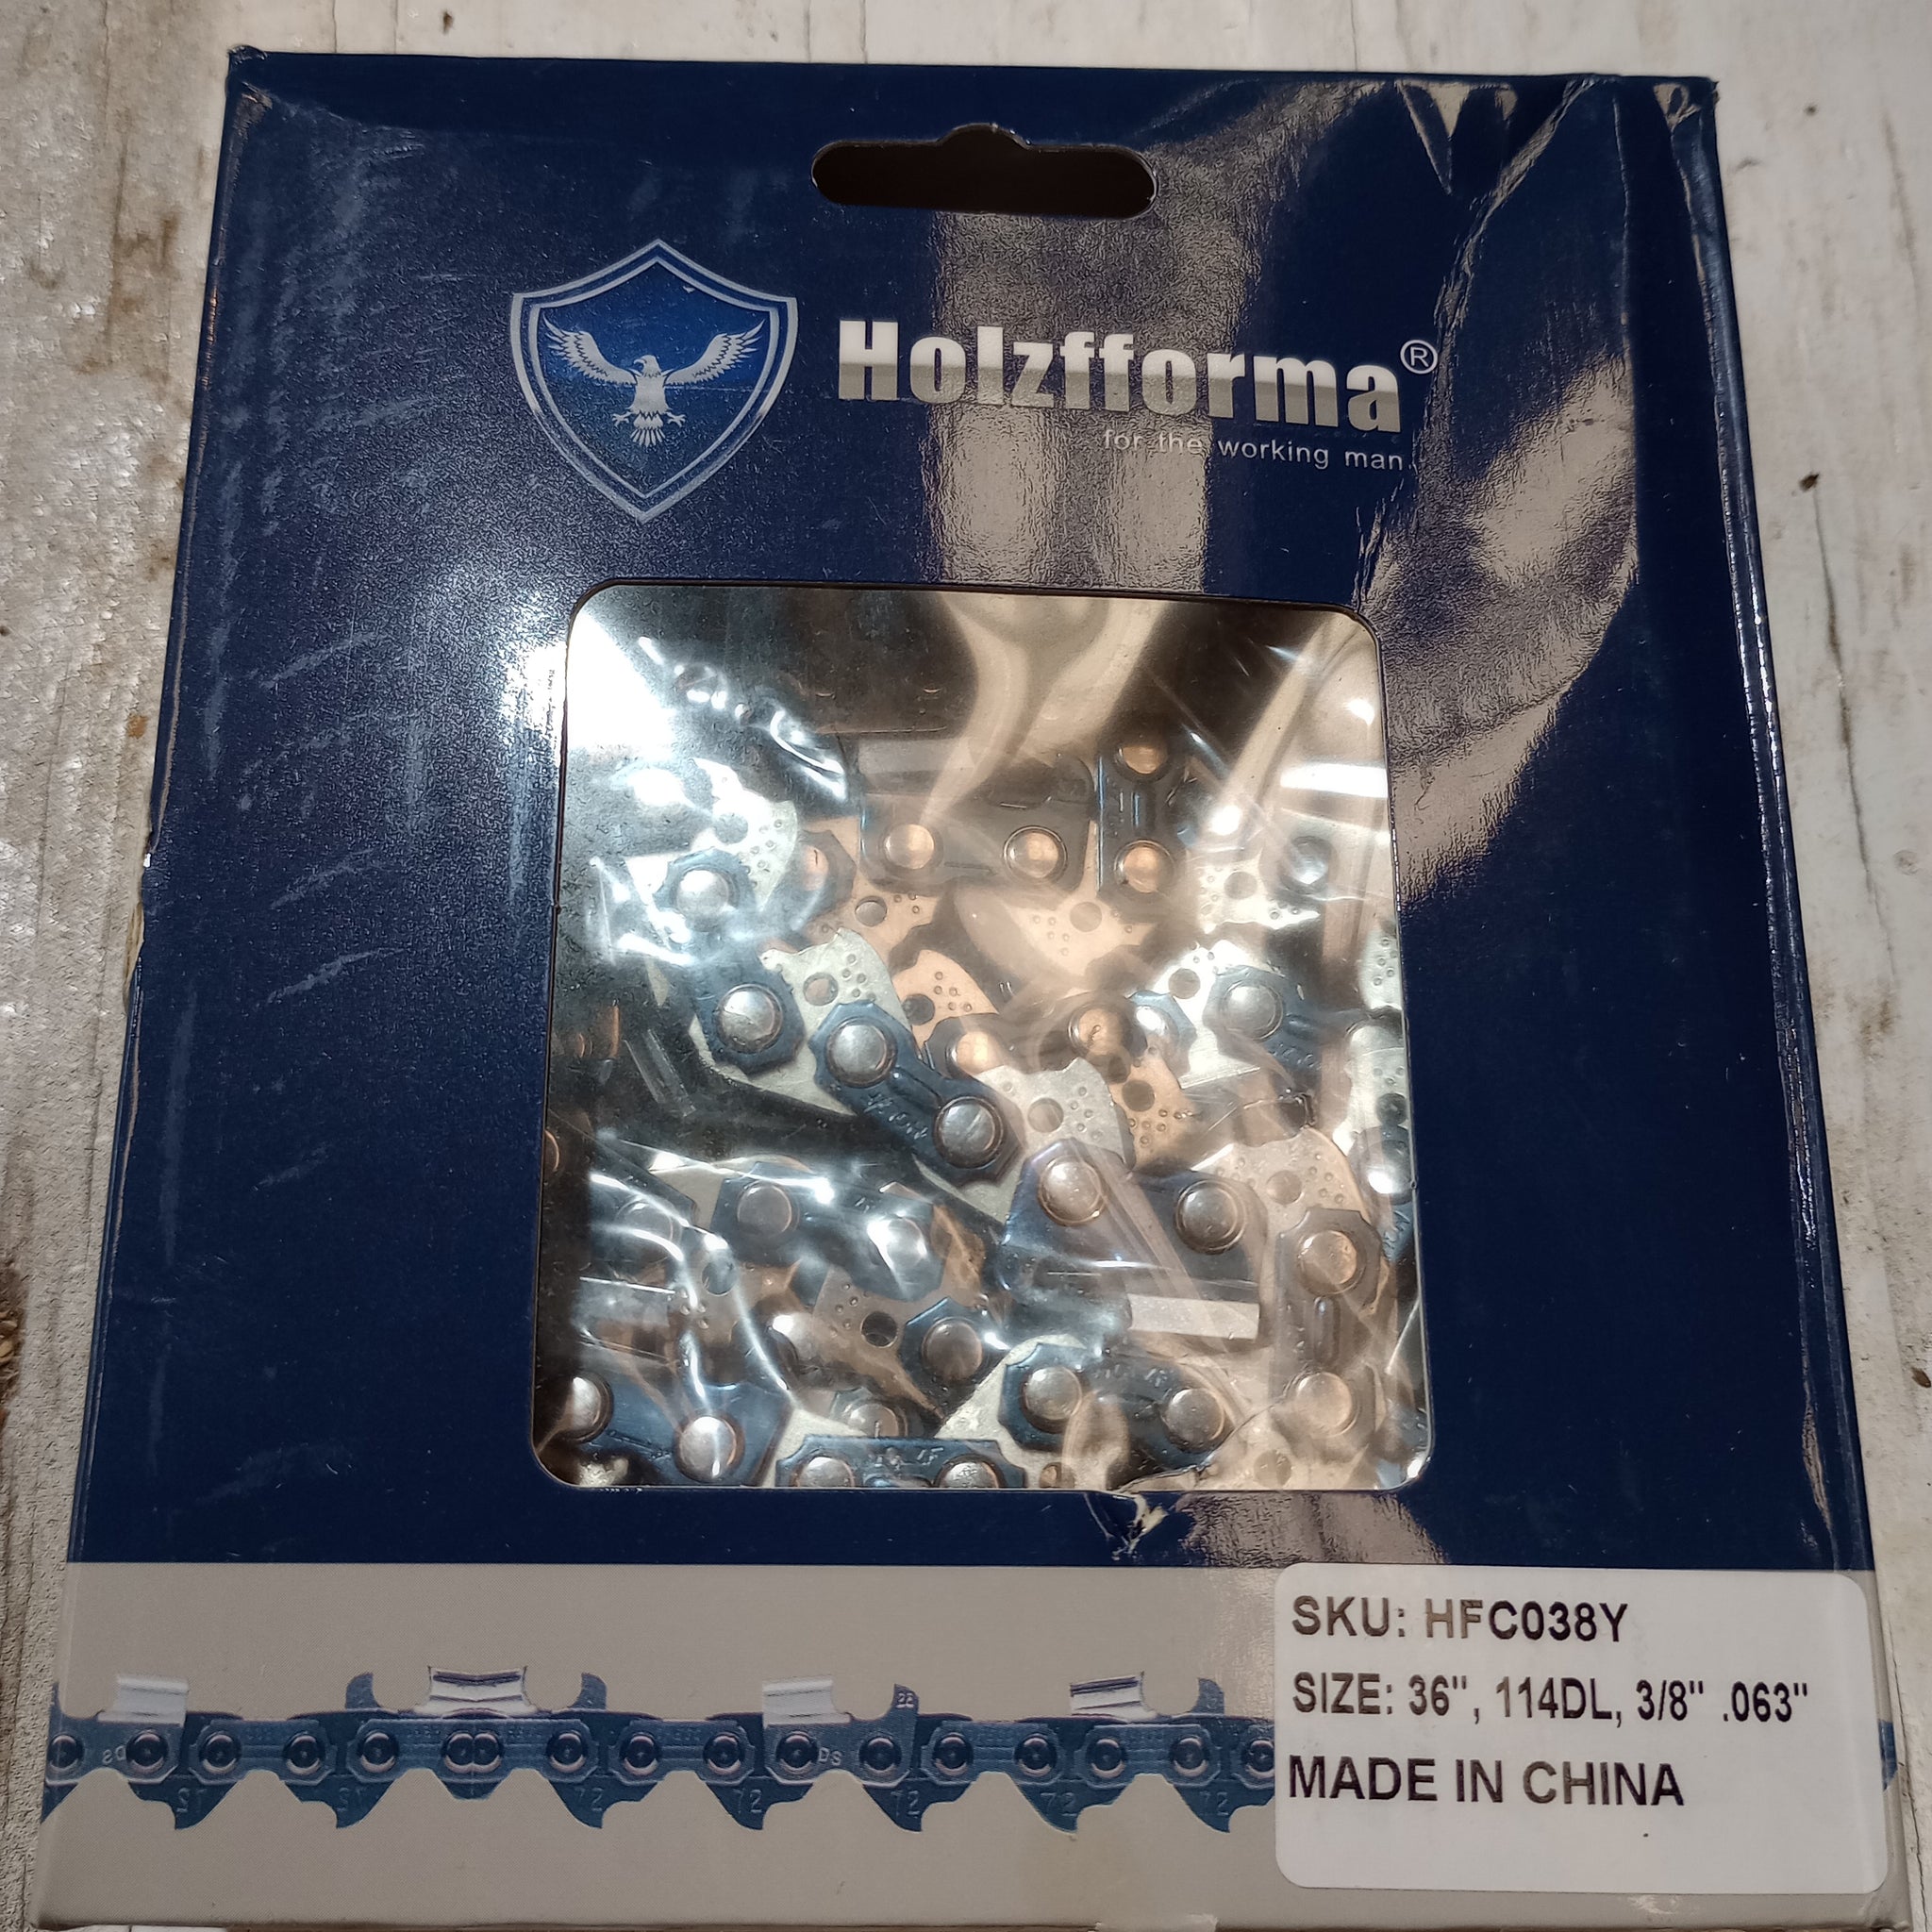 Holzfforma®
for the working man
SKU: HFC038Y
SIZE: 36", 114DL, 3/8" .063"
MADE IN CHINA